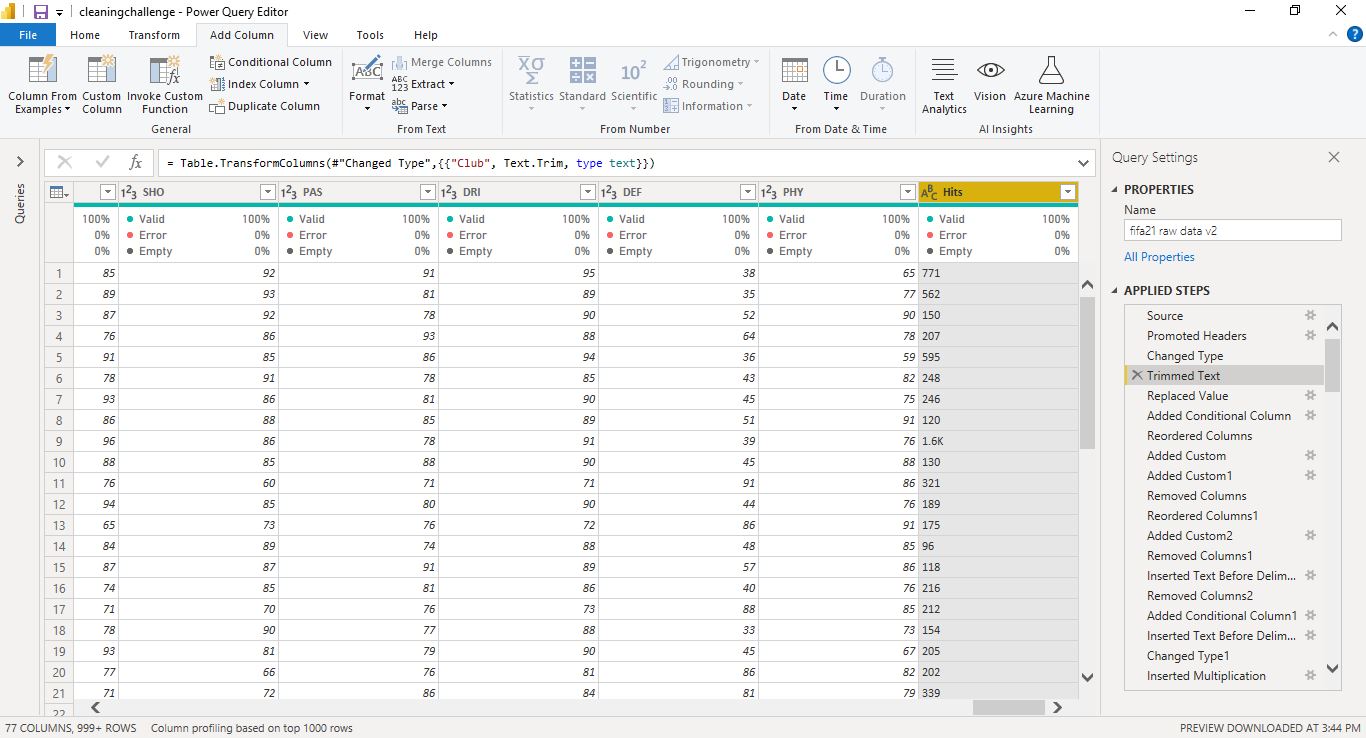 cleaningchallenge - Power Query Editor
File Home Transform Add Column View Tools Help
Column From Examples
Custom Column
Invoke Custom Function
Conditional Column
Index Column
Duplicate Column
General
Format
Merge Columns
Extract
Parse
From Text
Statistics
Standard
Scientific
Trigonometry
Rounding
Information
From Number
Date
Time
Duration
From Date & Time
Text Analytics
Vision
Azure Machine Learning
AI Insights
Queries
= Table.TransformColumns(#"Changed Type",{{"Club", Text.Trim, type text}})
SHO PAS DRI DEF PHY Hits
100% Valid 100% Valid 100% Valid 100% Valid 100% Valid 100% Valid 100%
0% Error 0% Error 0% Error 0% Error 0% Error 0% Error 0%
0% Empty 0% Empty 0% Empty 0% Empty 0% Empty 0% Empty 0%
1 85 92 91 95 38 65 771
2 89 93 81 89 35 77 562
3 87 92 78 90 52 90 150
4 76 86 93 88 64 78 207
5 91 85 86 94 36 59 595
6 78 91 78 85 43 82 248
7 93 86 81 90 45 75 246
8 86 88 85 89 51 91 120
9 96 86 78 91 39 76 1.6K
10 88 85 88 90 45 88 130
11 76 60 71 71 91 86 321
12 94 85 80 90 44 76 189
13 65 73 76 72 86 91 175
14 84 89 74 88 48 85 96
15 87 87 91 89 57 86 118
16 74 85 81 86 40 76 216
17 71 70 76 73 88 85 212
18 78 90 77 88 33 73 154
19 93 81 79 90 45 67 205
20 77 66 76 81 86 82 202
21 71 72 86 84 81 79 339
22
Query Settings
PROPERTIES
Name
fifa21 raw data v2
All Properties
APPLIED STEPS
Source
Promoted Headers
Changed Type
Trimmed Text
Replaced Value
Added Conditional Column
Reordered Columns
Added Custom
Added Custom1
Removed Columns
Reordered Columns1
Added Custom2
Removed Columns1
Inserted Text Before Delim...
Removed Columns2
Added Conditional Column1
Inserted Text Before Delim...
Changed Type1
Inserted Multiplication
77 COLUMNS, 999+ ROWS Column profiling based on top 1000 rows
PREVIEW DOWNLOADED AT 3:44 PM